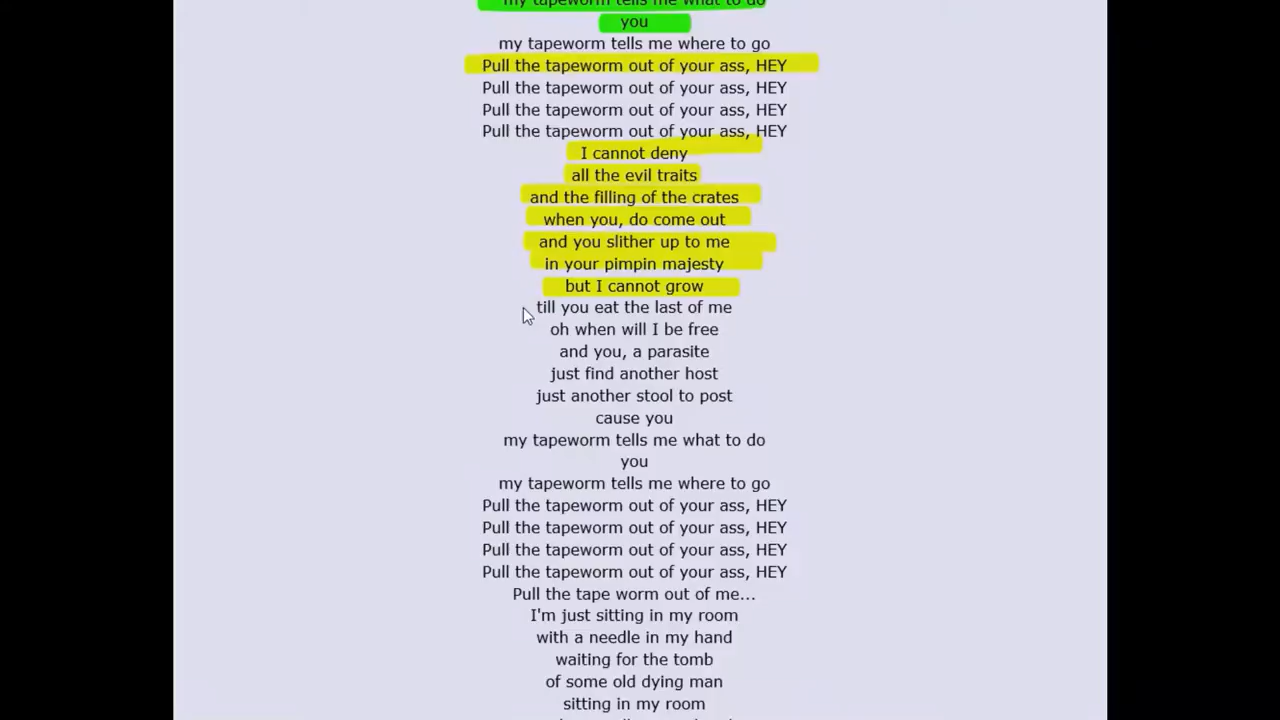 my tapeworm tells me what to do
you
my tapeworm tells me where to go
Pull the tapeworm out of your ass, HEY
Pull the tapeworm out of your ass, HEY
Pull the tapeworm out of your ass, HEY
Pull the tapeworm out of your ass, HEY
I cannot deny
all the evil traits
and the filling of the crates
when you, do come out
and you slither up to me
in your pimpin majesty
but I cannot grow
till you eat the last of me
oh when will I be free
and you, a parasite
just find another host
just another stool to post
cause you
my tapeworm tells me what to do
you
my tapeworm tells me where to go
Pull the tapeworm out of your ass, HEY
Pull the tapeworm out of your ass, HEY
Pull the tapeworm out of your ass, HEY
Pull the tapeworm out of your ass, HEY
Pull the tape worm out of me...
I'm just sitting in my room
with a needle in my hand
waiting for the tomb
of some old dying man
sitting in my room